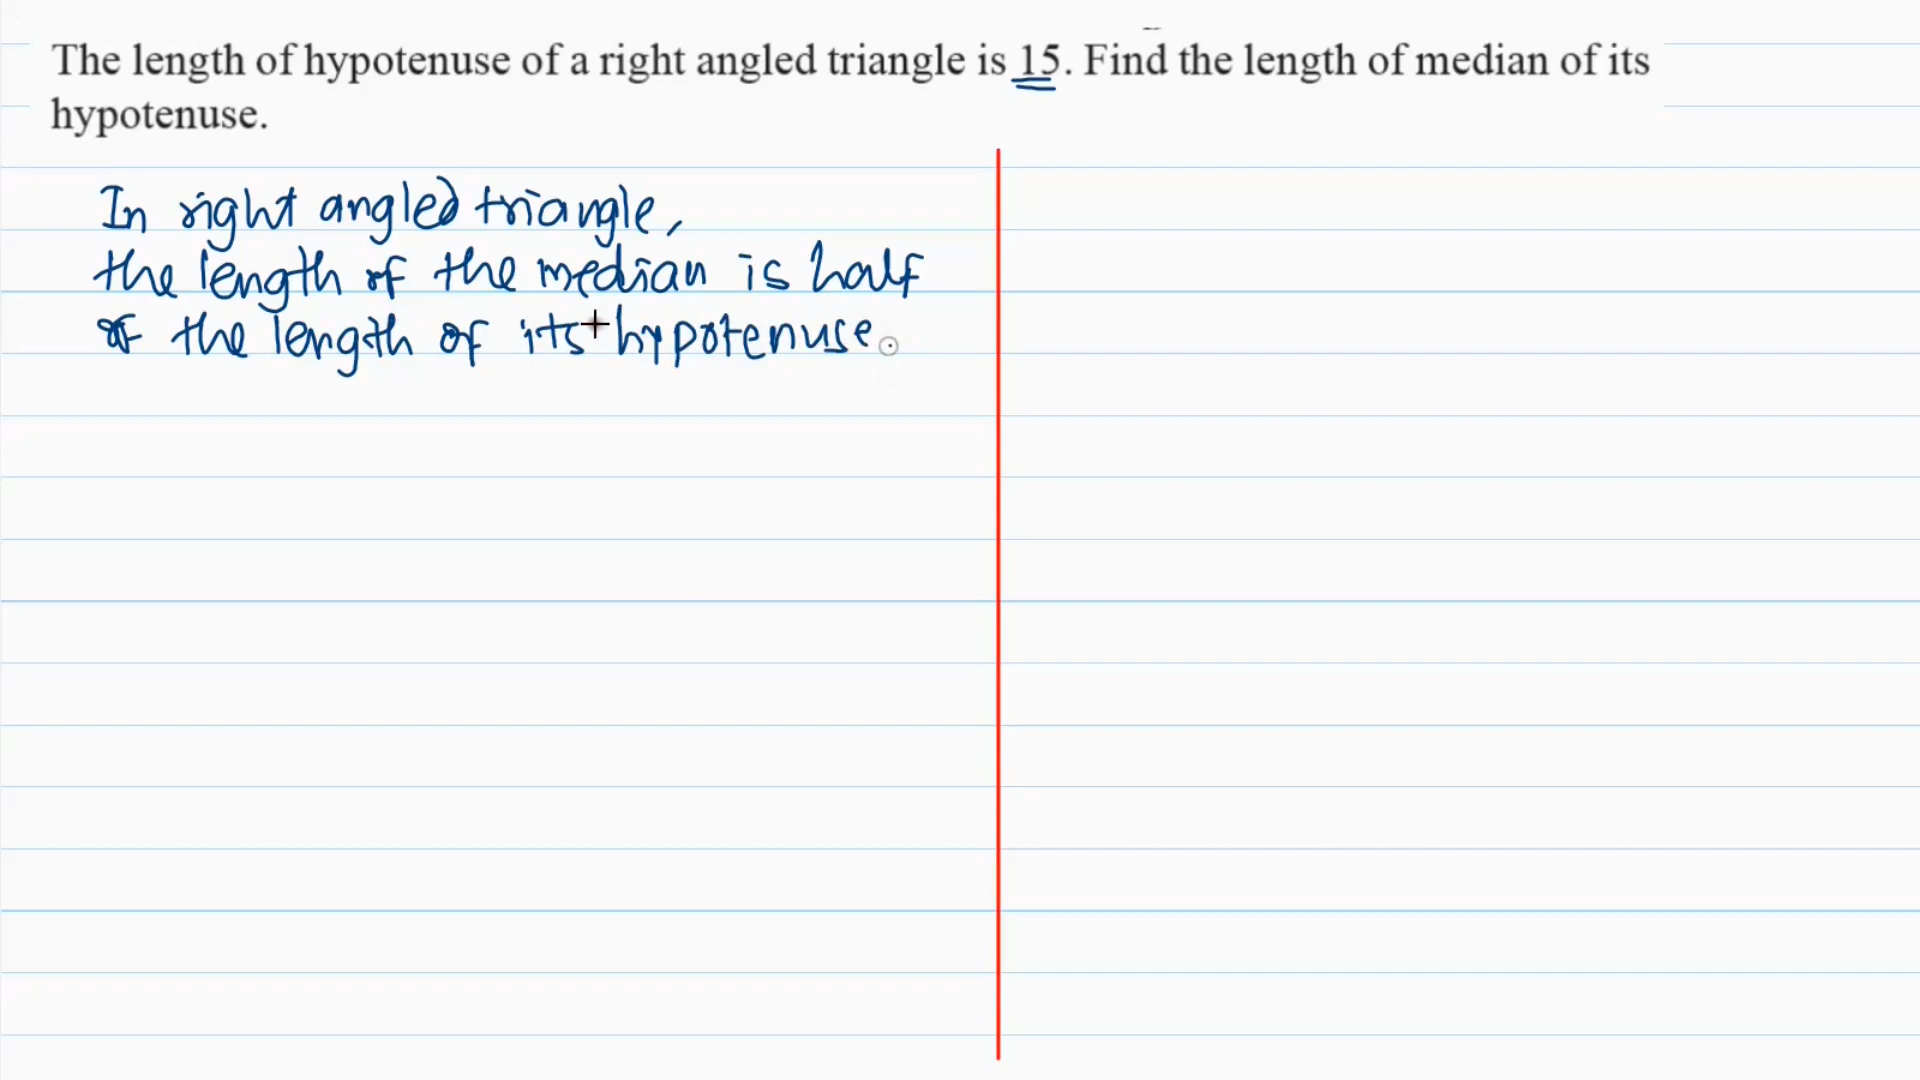 The length of hypotenuse of a right angled triangle is 15. Find the length of median of its
hypotenuse.
In right angled triangle,
the length of the median is half
of the length of its hypotenuse.